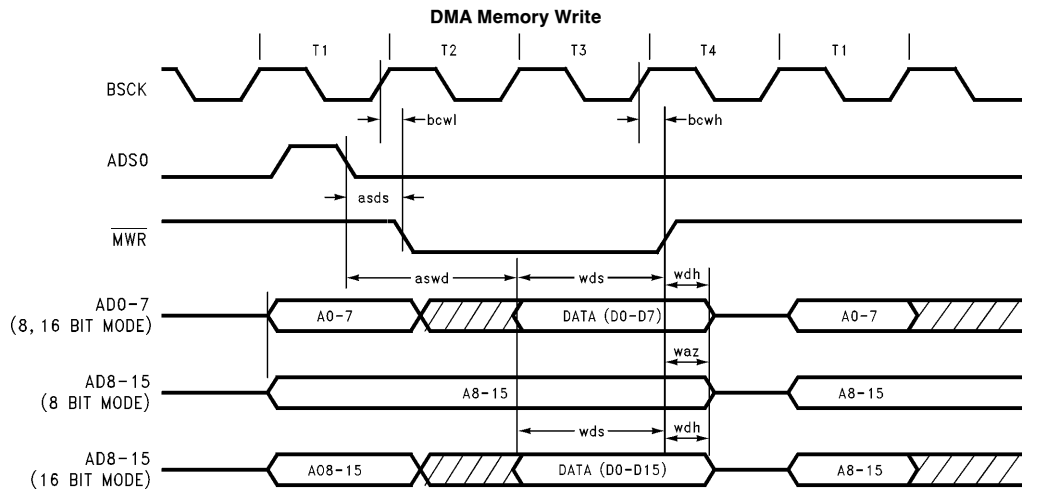 DMA Memory Write
T1 T2 T3 T4 T1
BSCK
bcwl bcwh
ADS0
asds
MWR
aswd wds wdh
AD0-7
(8, 16 BIT MODE)
A0-7 DATA (D0-D7) A0-7
waz
AD8-15
(8 BIT MODE)
A8-15 A8-15
wds wdh
AD8-15
(16 BIT MODE)
A08-15 DATA (D0-D15) A8-15